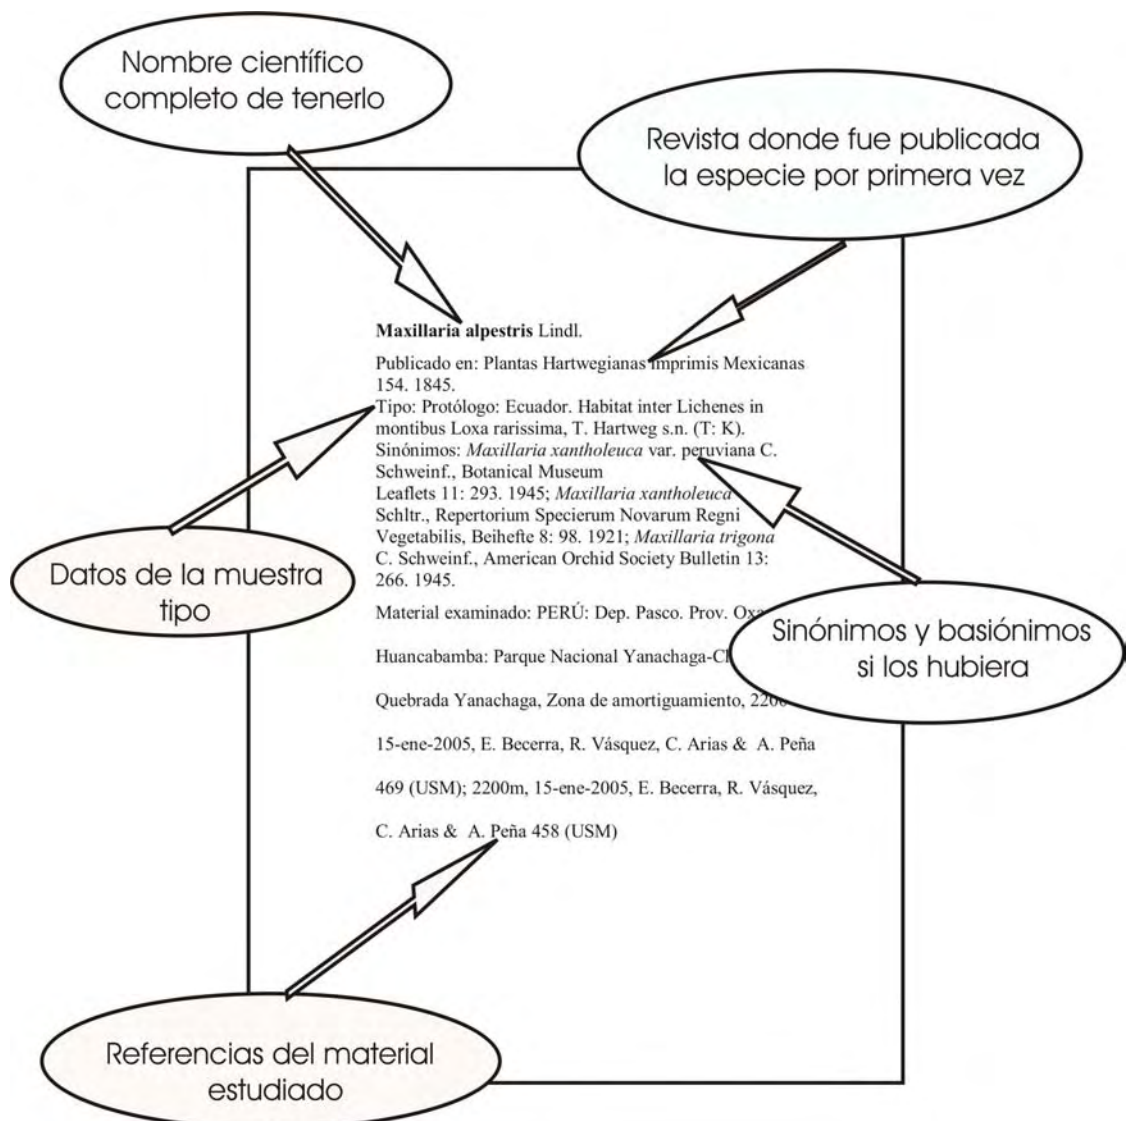 Nombre científico
completo de tenerlo
Revista donde fue publicada
la especie por primera vez
Maxillaria alpestris Lindl.
Publicado en: Plantas Hartwegianas Imprimis Mexicanas
154. 1845.
Tipo: Protólogo: Ecuador. Habitat inter Lichenes in
montibus Loxa rarissima, T. Hartweg s.n. (T: K).
Sinónimos: Maxillaria xantholeuca var. peruviana C.
Schweinf., Botanical Museum
Leaflets 11: 293. 1945; Maxillaria xantholeuca
Schltr., Repertorium Specierum Novarum Regni
Vegetabilis, Beihefte 8: 98. 1921; Maxillaria trigona
C. Schweinf., American Orchid Society Bulletin 13:
266. 1945.
Datos de la muestra
tipo
Material examinado: PERÚ: Dep. Pasco. Prov.
Huancabamba: Parque Nacional
Quebrada Yanachaga, Zona de amortiguamiento,
15-ene-2005, E. Becerra, R. Vásquez, C. Arias & A. Peña
469 (USM); 2200m, 15-ene-2005, E. Becerra, R. Vásquez,
C. Arias & A. Peña 458 (USM)
Sinónimos y basiónimos
si los hubiera
Referencias del material
estudiado